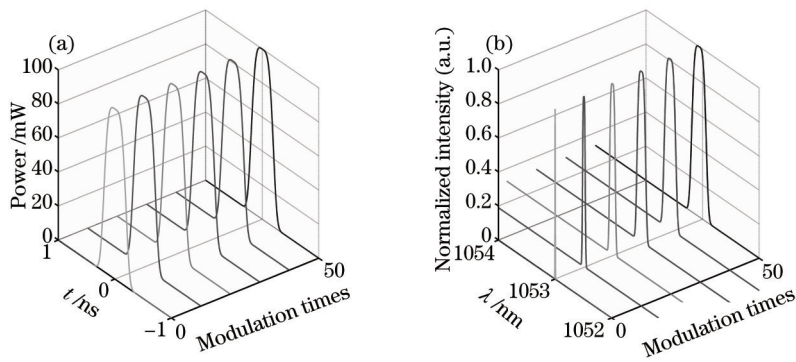 (a)
100
80
60
40
20
0
Power /mW
1
0
−1
t /ns
0
50
Modulation times
(b)
1.0
0.8
0.6
0.4
0.2
0
Normalized intensity (a.u.)
1054
1053
1052
λ /nm
0
50
Modulation times